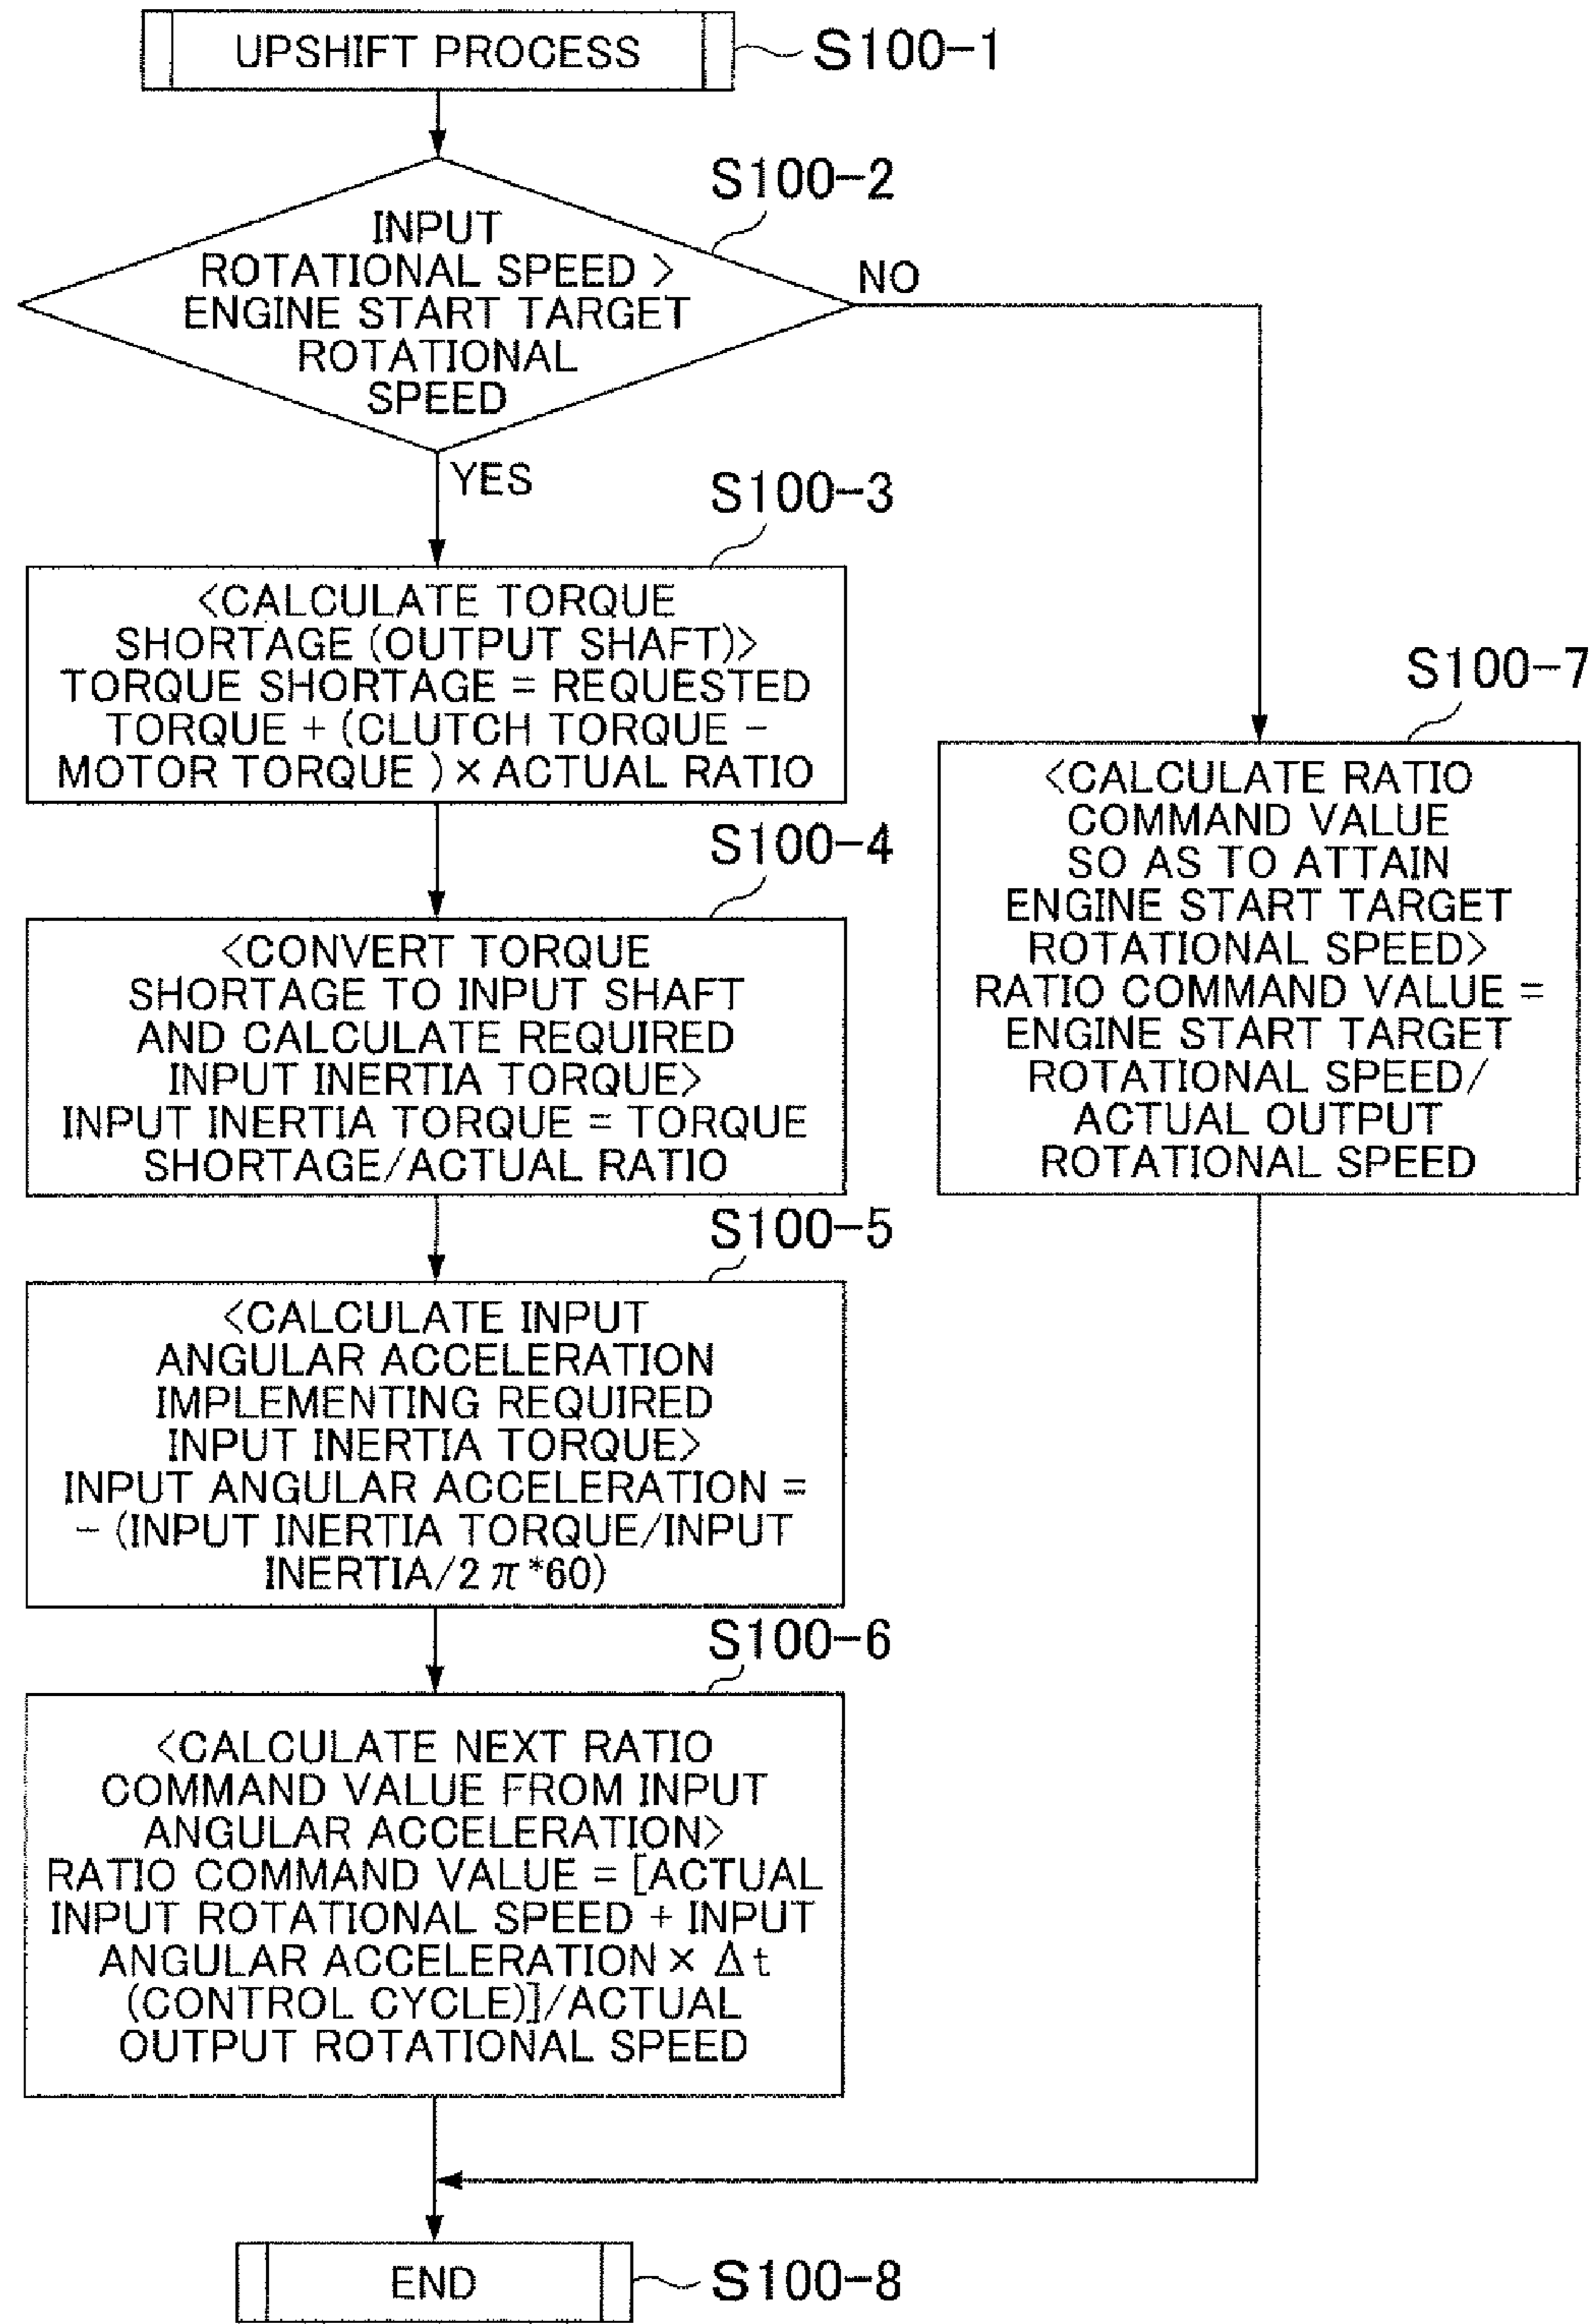 UPSHIFT PROCESS
S100-1
S100-2
INPUT
ROTATIONAL SPEED >
ENGINE START TARGET
ROTATIONAL
SPEED
NO
YES
S100-3
<CALCULATE TORQUE
SHORTAGE (OUTPUT SHAFT)>
TORQUE SHORTAGE = REQUESTED
TORQUE + (CLUTCH TORQUE -
MOTOR TORQUE ) × ACTUAL RATIO
S100-4
<CONVERT TORQUE
SHORTAGE TO INPUT SHAFT
AND CALCULATE REQUIRED
INPUT INERTIA TORQUE>
INPUT INERTIA TORQUE = TORQUE
SHORTAGE/ACTUAL RATIO
S100-5
<CALCULATE INPUT
ANGULAR ACCELERATION
IMPLEMENTING REQUIRED
INPUT INERTIA TORQUE>
INPUT ANGULAR ACCELERATION =
- (INPUT INERTIA TORQUE/INPUT
INERTIA/2 π *60)
S100-6
<CALCULATE NEXT RATIO
COMMAND VALUE FROM INPUT
ANGULAR ACCELERATION>
RATIO COMMAND VALUE = [ACTUAL
INPUT ROTATIONAL SPEED + INPUT
ANGULAR ACCELERATION × Δt
(CONTROL CYCLE)]/ACTUAL
OUTPUT ROTATIONAL SPEED
S100-7
<CALCULATE RATIO
COMMAND VALUE
SO AS TO ATTAIN
ENGINE START TARGET
ROTATIONAL SPEED>
RATIO COMMAND VALUE =
ENGINE START TARGET
ROTATIONAL SPEED/
ACTUAL OUTPUT
ROTATIONAL SPEED
END
S100-8